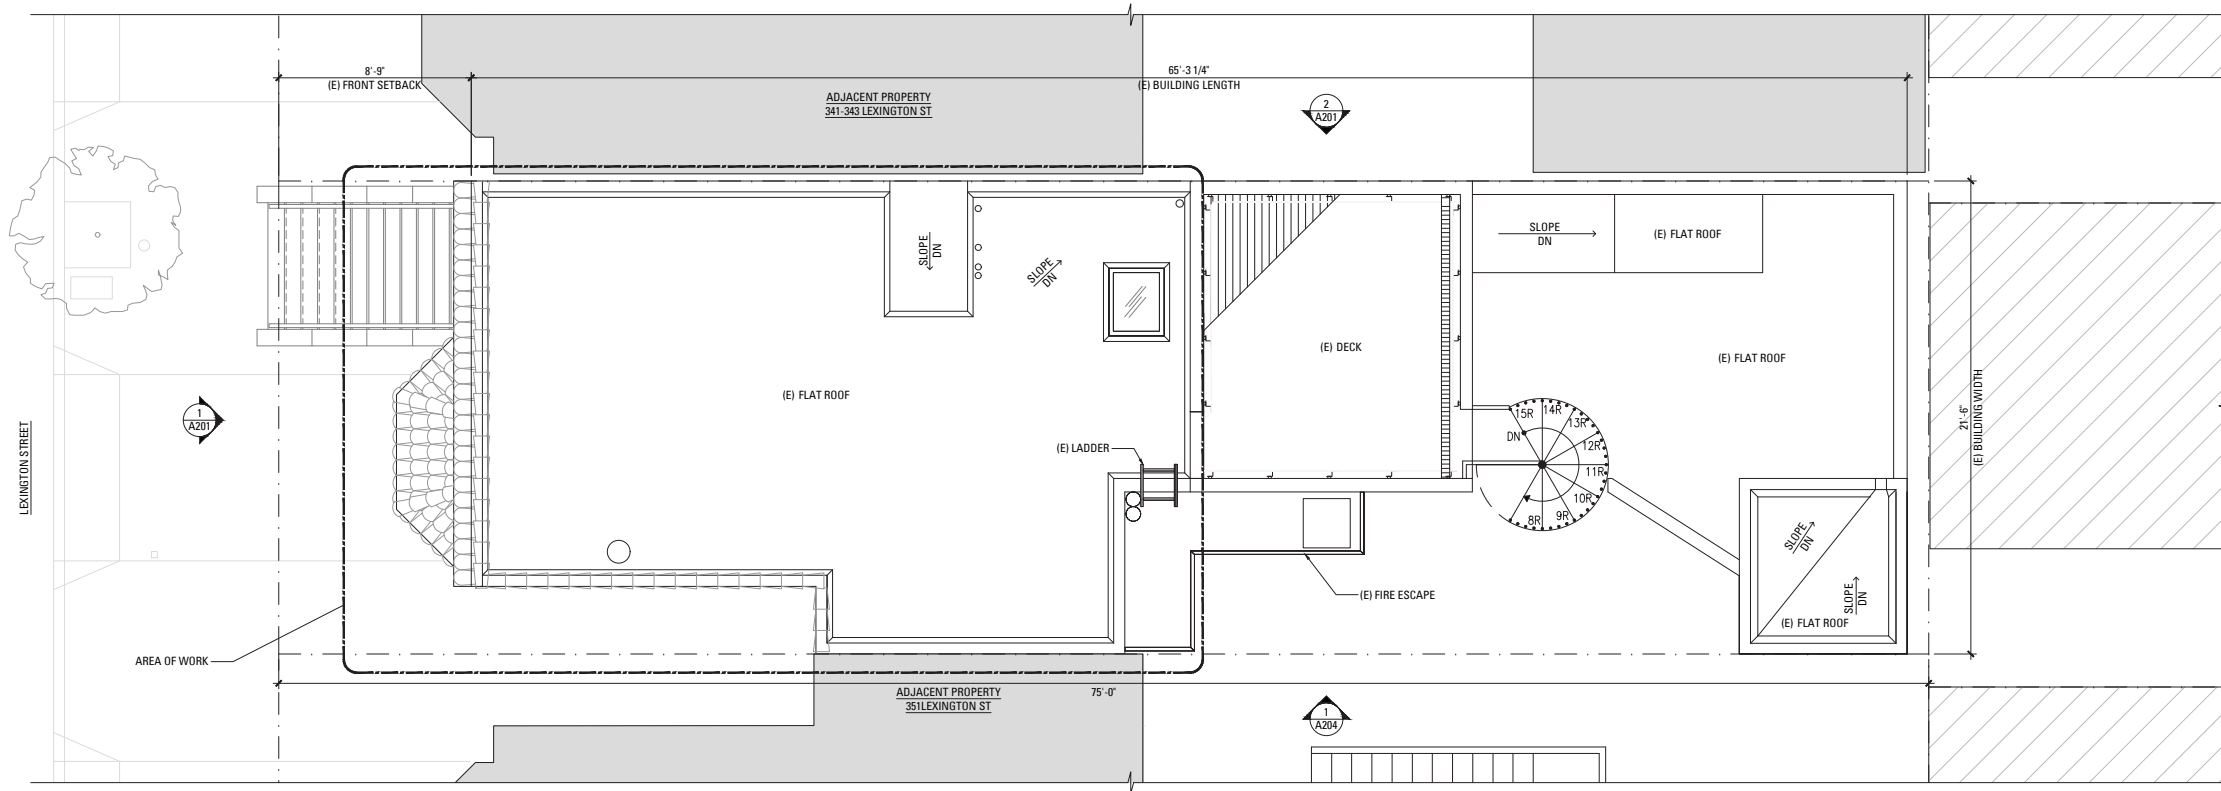 8'-9"
(E) FRONT SETBACK
65'-3 1/4"
(E) BUILDING LENGTH
ADJACENT PROPERTY
341-343 LEXINGTON ST
2
A201
SLOPE
DN
SLOPE
DN
SLOPE
DN
(E) FLAT ROOF
(E) DECK
(E) FLAT ROOF
(E) FLAT ROOF
1
A201
LEXINGTON STREET
(E) LADDER
15R
14R
13R
12R
11R
10R
9R
8R
DN
21'-6"
(E) BUILDING WIDTH
SLOPE
DN
SLOPE
DN
(E) FLAT ROOF
(E) FIRE ESCAPE
AREA OF WORK
ADJACENT PROPERTY
351LEXINGTON ST
75'-0"
1
A204